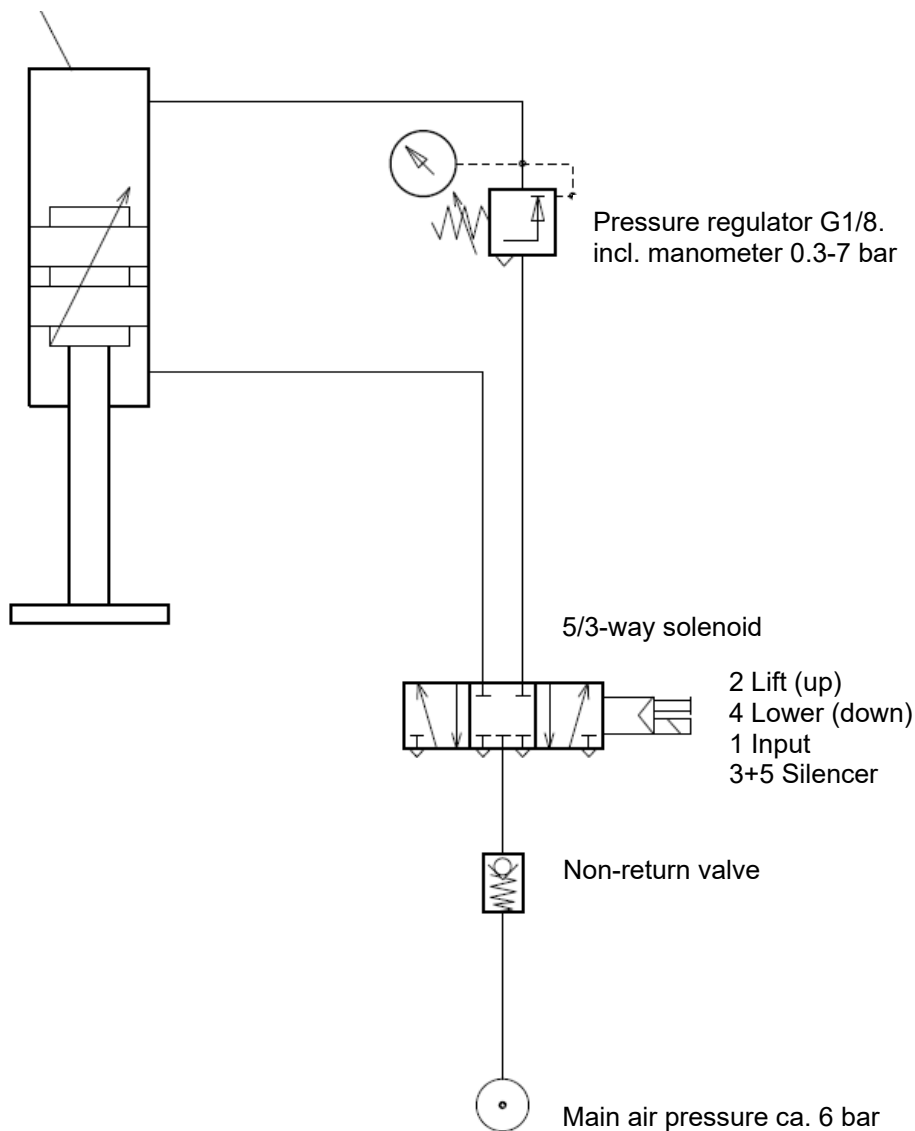 Pressure regulator G1/8.
incl. manometer 0.3-7 bar
5/3-way solenoid
2 Lift (up)
4 Lower (down)
1 Input
3+5 Silencer
Non-return valve
Main air pressure ca. 6 bar